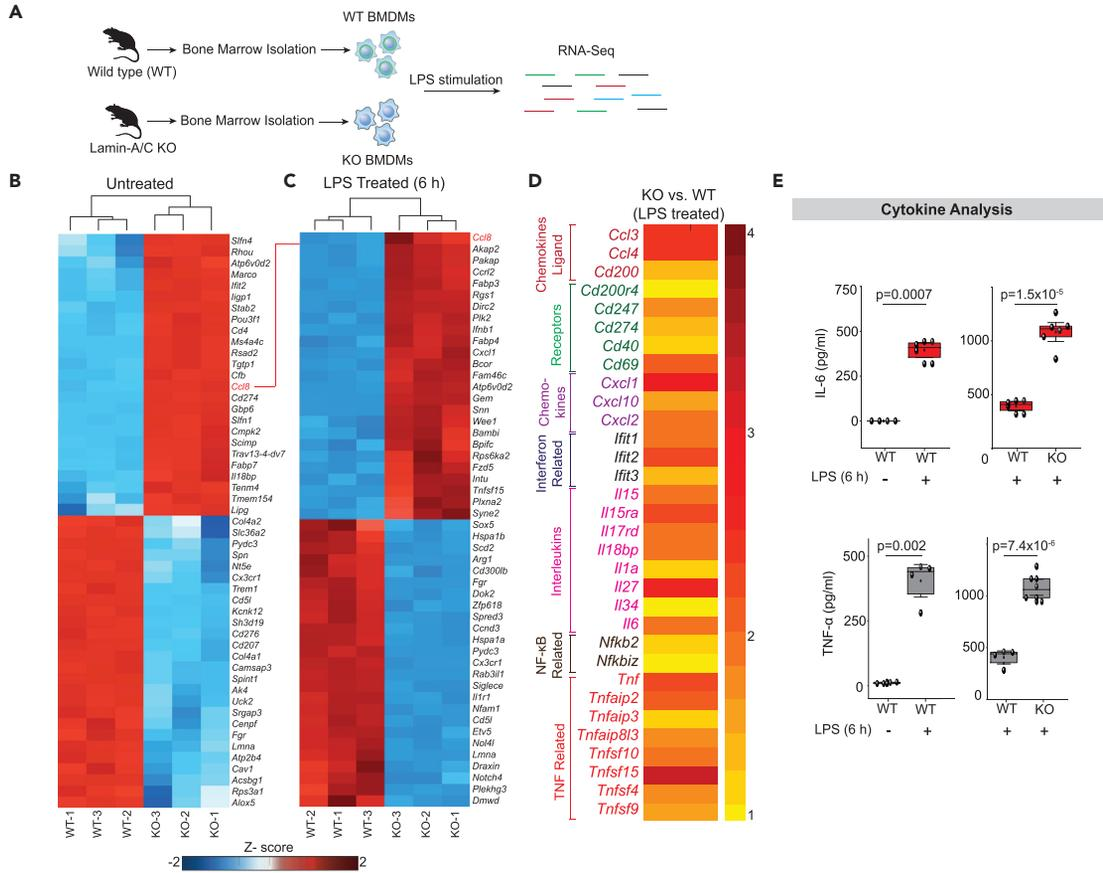 A
Wild type (WT)
Bone Marrow Isolation
WT BMDMs
LPS stimulation
RNA-Seq
Lamin-A/C KO
Bone Marrow Isolation
KO BMDMs
B
Untreated
Slfn4
Rhou
Atp6v0d2
Marco
Ifit2
Iigp1
Stab2
Pou3f1
Cd4
Ms4a4c
Rsad2
Tgtp1
Cfb
Ccl8
Cd274
Gbp6
Slfn1
Cmpk2
Scimp
Trav13-4-dv7
Fabp7
Il18bp
Tenm4
Tmem154
Lipg
Col4a2
Slc36a2
Pydc3
Spn
Nt5e
Cx3cr1
Trem1
Cd5l
Kcnk12
Sh3d19
Cd276
Cd207
Col4a1
Camsap3
Spint1
Ak4
Uck2
Srgap3
Cenpf
Fgr
Lmna
Atp2b4
Cav1
Acsbg1
Rps3a1
Alox5
WT-1
WT-3
WT-2
KO-3
KO-2
KO-1
C
LPS Treated (6 h)
Ccl8
Akap2
Pakap
Ccrl2
Fabp3
Rgs1
Dirc2
Plk2
Ifnb1
Fabp4
Cxcl1
Bcor
Fam46c
Atp6v0d2
Gem
Snn
Wee1
Bambi
Bpifc
Rps6ka2
Fzd5
Intu
Tnfsf15
Plxna2
Syne2
Sox5
Hspa1b
Scd2
Arg1
Cd300lb
Fgr
Dok2
Zfp618
Spred3
Ccnd3
Hspa1a
Pydc3
Cx3cr1
Rab3il1
Siglece
Il1r1
Nfam1
Cd5l
Etv5
Nol4l
Lmna
Draxin
Notch4
Plekhg3
Dmwd
WT-2
WT-1
WT-3
KO-3
KO-2
KO-1
Z- score
-2
2
D
KO vs. WT
(LPS treated)
Chemokines
Ligand
Ccl3
Ccl4
Cd200
Receptors
Cd200r4
Cd247
Cd274
Cd40
Cd69
Chemo-
kines
Cxcl1
Cxcl10
Cxcl2
Interferon
Related
Ifit1
Ifit2
Ifit3
Interleukins
Il15
Il15ra
Il17rd
Il18bp
Il1a
Il27
Il34
Il6
NF-κB
Related
Nfkb2
Nfkbiz
TNF Related
Tnf
Tnfaip2
Tnfaip3
Tnfaip8l3
Tnfsf10
Tnfsf15
Tnfsf4
Tnfsf9
4
3
2
1
E
Cytokine Analysis
IL-6 (pg/ml)
750
500
250
0
p=0.0007
WT
WT
1000
500
0
p=1.5x10-5
WT
KO
LPS (6 h)
-
+
+
+
TNF-α (pg/ml)
500
250
0
p=0.002
WT
WT
1000
500
0
p=7.4x10-6
WT
KO
LPS (6 h)
-
+
+
+